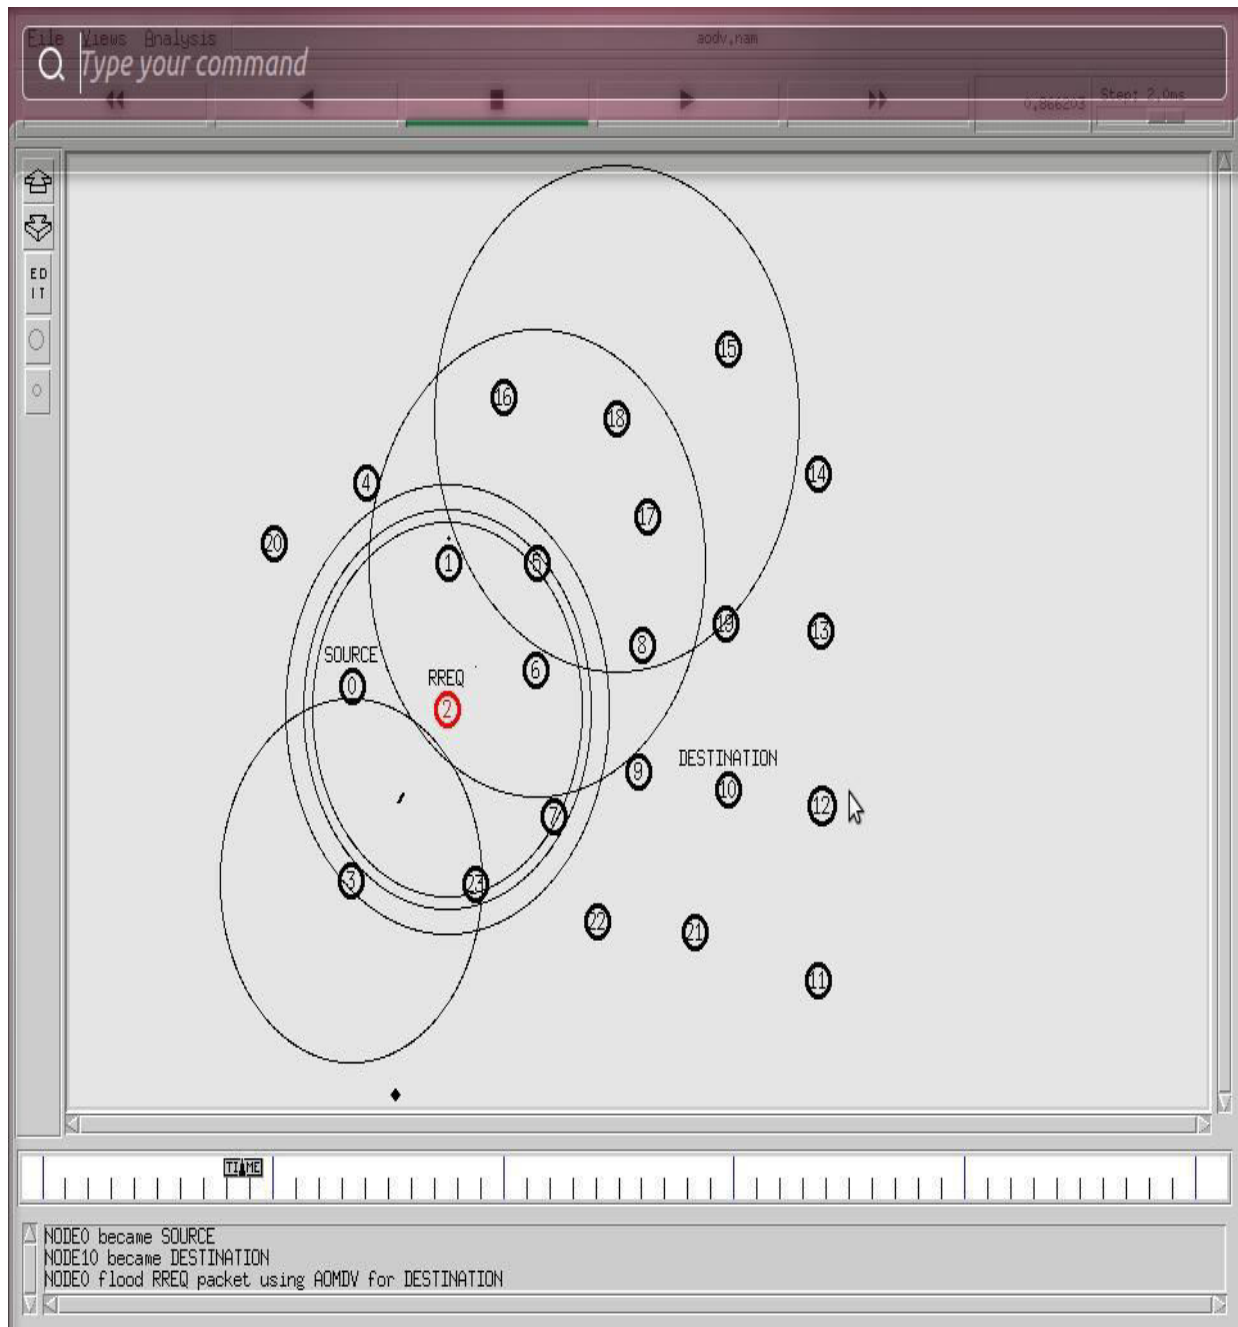 File Views Analysis
aodv.nam
Type your command
0.866203
Step: 2.0ms
ED
IT
15
16
18
4
14
17
20
1
5
19
13
8
SOURCE
6
0
RREQ
2
DESTINATION
9
10
12
7
3
23
22
21
11
TIME
NODE0 became SOURCE
NODE10 became DESTINATION
NODE0 flood RREQ packet using AOMDV for DESTINATION